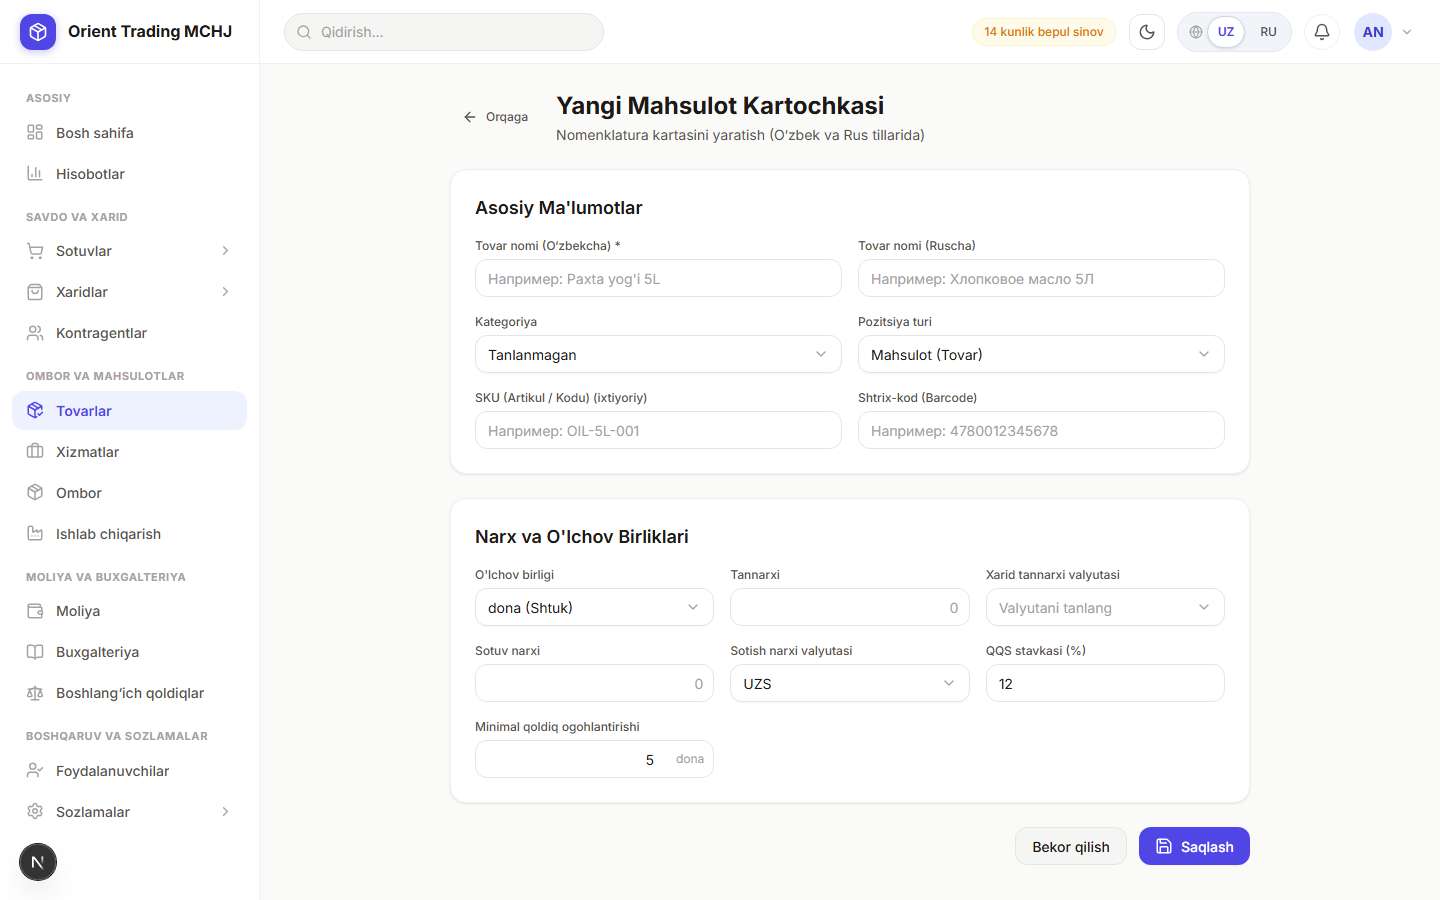 Orient Trading MCHJ
Qidirish...
14 kunlik bepul sinov
UZ
RU
AN
ASOSIY
Bosh sahifa
Hisobotlar
SAVDO VA XARID
Sotuvlar
Xaridlar
Kontragentlar
OMBOR VA MAHSULOTLAR
Tovarlar
Xizmatlar
Ombor
Ishlab chiqarish
MOLIYA VA BUXGALTERIYA
Moliya
Buxgalteriya
Boshlang‘ich qoldiqlar
BOSHQARUV VA SOZLAMALAR
Foydalanuvchilar
Sozlamalar
N
Orqaga
Yangi Mahsulot Kartochkasi
Nomenklatura kartasini yaratish (O'zbek va Rus tillarida)
Asosiy Ma'lumotlar
Tovar nomi (O'zbekcha) *
Tovar nomi (Ruscha)
Например: Paxta yog'i 5L
Например: Хлопковое масло 5Л
Kategoriya
Pozitsiya turi
Tanlanmagan
Mahsulot (Tovar)
SKU (Artikul / Kodu) (ixtiyoriy)
Shtrix-kod (Barcode)
Например: OIL-5L-001
Например: 4780012345678
Narx va O'lchov Birliklari
O'lchov birligi
Tannarxi
Xarid tannarxi valyutasi
dona (Shtuk)
0
Valyutani tanlang
Sotuv narxi
Sotish narxi valyutasi
QQS stavkasi (%)
0
UZS
12
Minimal qoldiq ogohlantirishi
5 dona
Bekor qilish
Saqlash